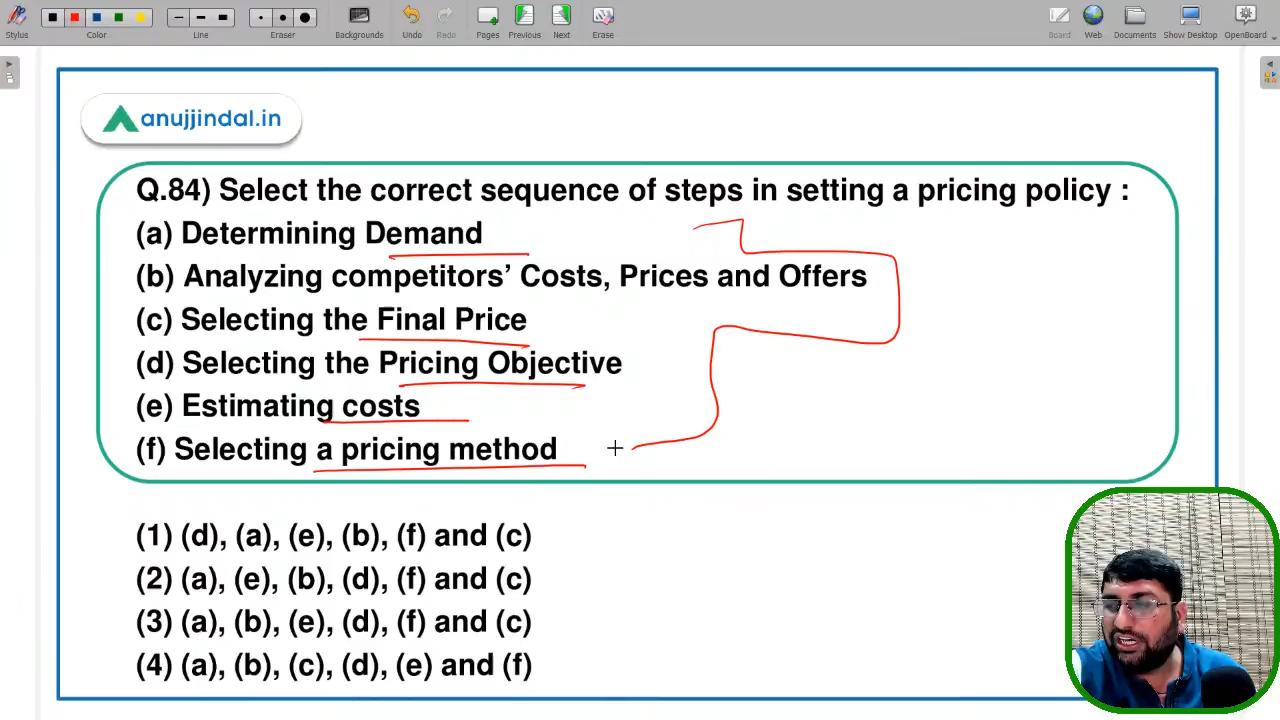 Stylus
Color
Line
Eraser
Backgrounds
Undo
Redo
Pages
Previous
Next
Erase
Board
Web
Documents
Show Desktop
OpenBoard
anujjindal.in
Q.84) Select the correct sequence of steps in setting a pricing policy :
(a) Determining Demand
(b) Analyzing competitors’ Costs, Prices and Offers
(c) Selecting the Final Price
(d) Selecting the Pricing Objective
(e) Estimating costs
(f) Selecting a pricing method
(1) (d), (a), (e), (b), (f) and (c)
(2) (a), (e), (b), (d), (f) and (c)
(3) (a), (b), (e), (d), (f) and (c)
(4) (a), (b), (c), (d), (e) and (f)